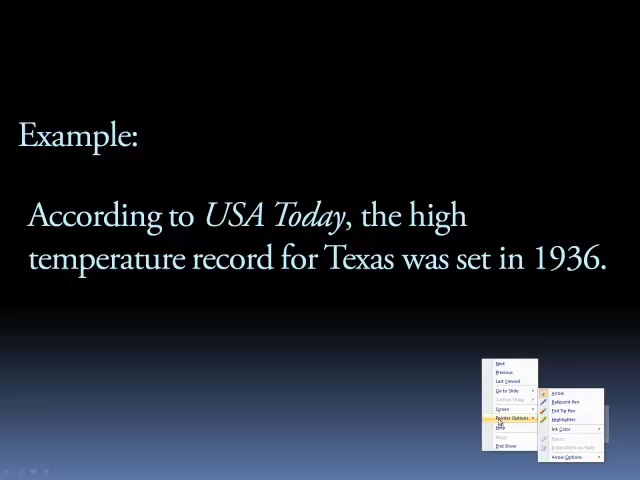 Example:
According to USA Today, the high
temperature record for Texas was set in 1936.
Next
Previous
Last Viewed
Go to Slide
Custom Show
Screen
Pointer Options
Help
Pause
End Show
Arrow
Ballpoint Pen
Felt Tip Pen
Highlighter
Ink Color
Eraser
Erase All Ink on Slide
Arrow Options